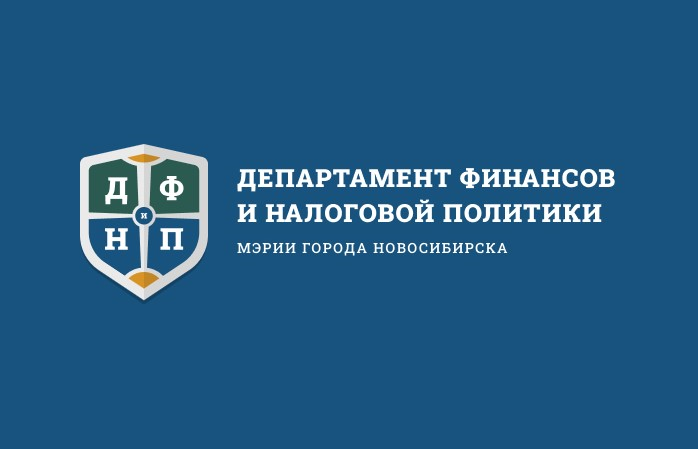 Д Ф
и
Н П
ДЕПАРТАМЕНТ ФИНАНСОВ
И НАЛОГОВОЙ ПОЛИТИКИ
МЭРИИ ГОРОДА НОВОСИБИРСКА